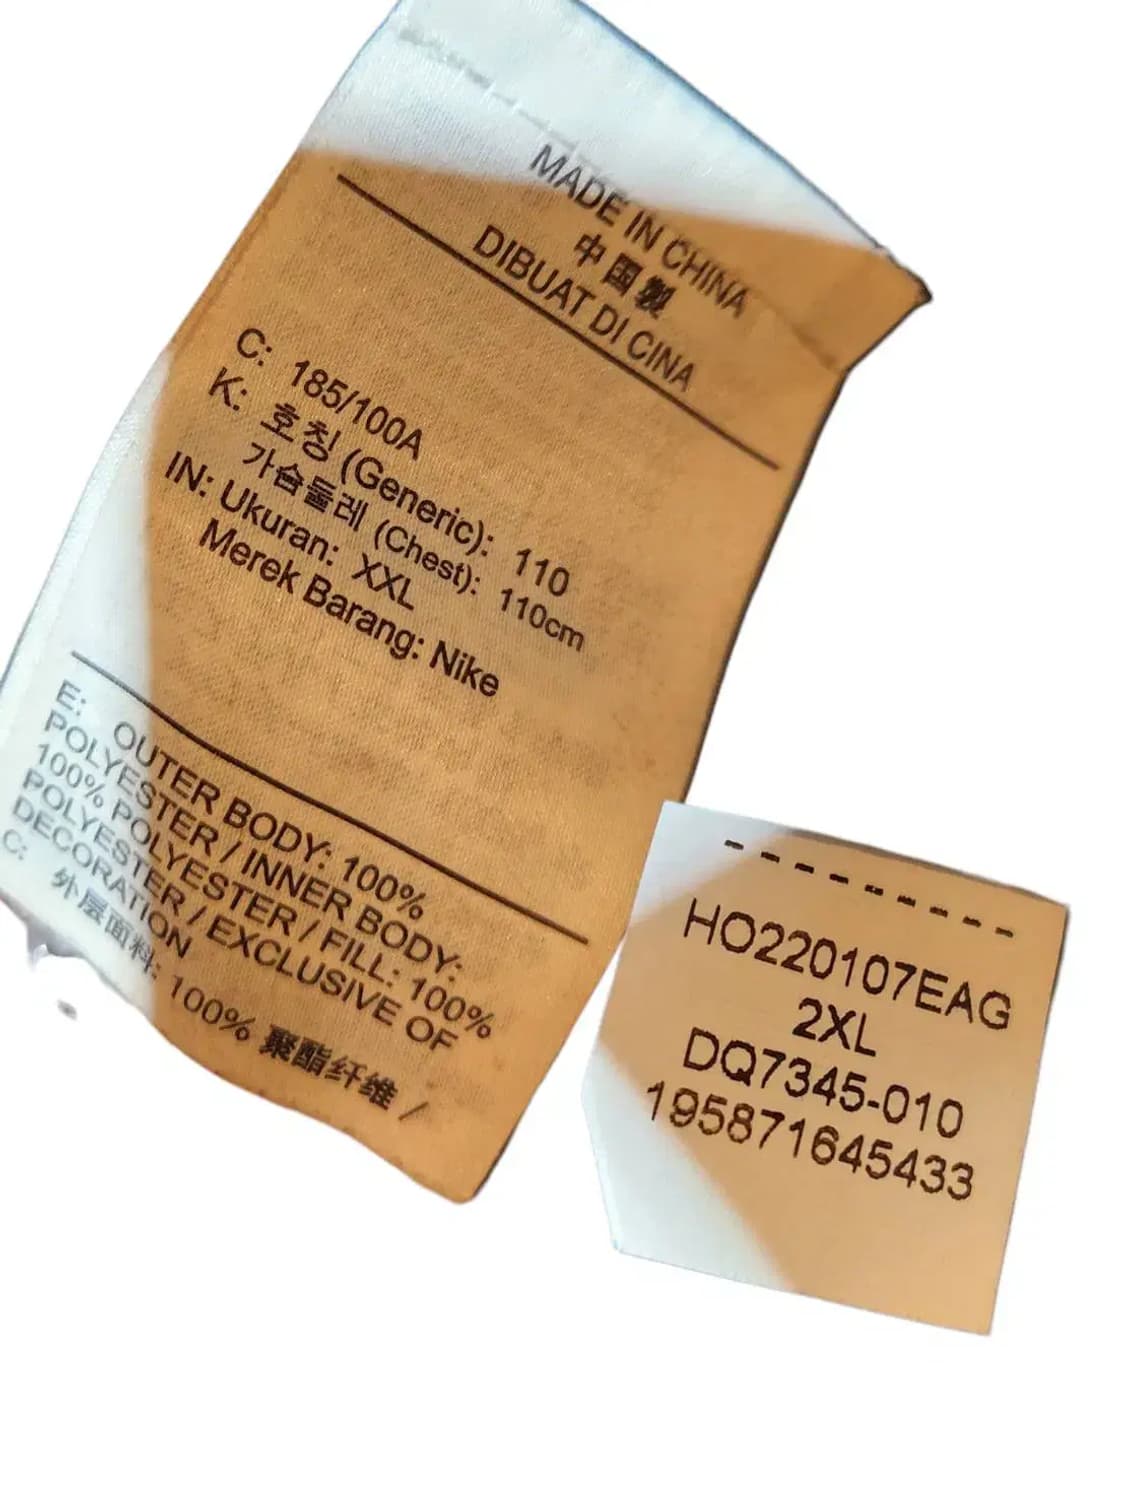 MADE IN CHINA
中国製
DIBUAT DI CINA
C: 185/100A
K: 호칭 (Generic): 110
가슴둘레 (Chest): 110cm
IN: Ukuran: XXL
Merek Barang: Nike
E: OUTER BODY: 100%
POLYESTER / INNER BODY:
100% POLYESTER / FILL: 100%
POLYESTER / EXCLUSIVE OF
DECORATION
C: 外层面料: 100% 聚酯纤维 /
HO220107EAG
2XL
DQ7345-010
195871645433